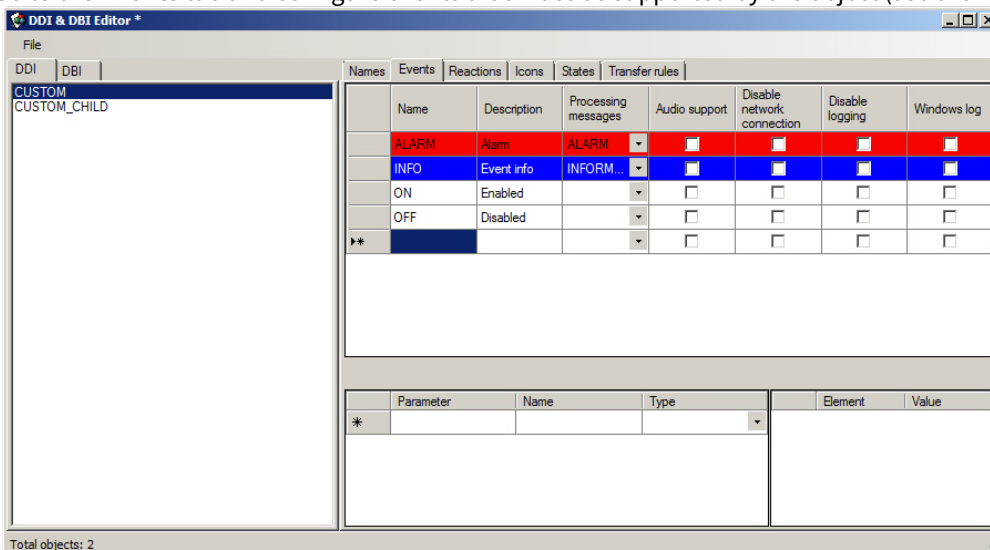 DDI & DBI Editor *
File
DDI DBI
Names Events Reactions Icons States Transfer rules
CUSTOM
CUSTOM_CHILD
Name Description Processing messages Audio support Disable network connection Disable logging Windows log
ALARM Alarm ALARM
INFO Event info INFORM...
ON Enabled
OFF Disabled
Parameter Name Type Element Value
Total objects: 2